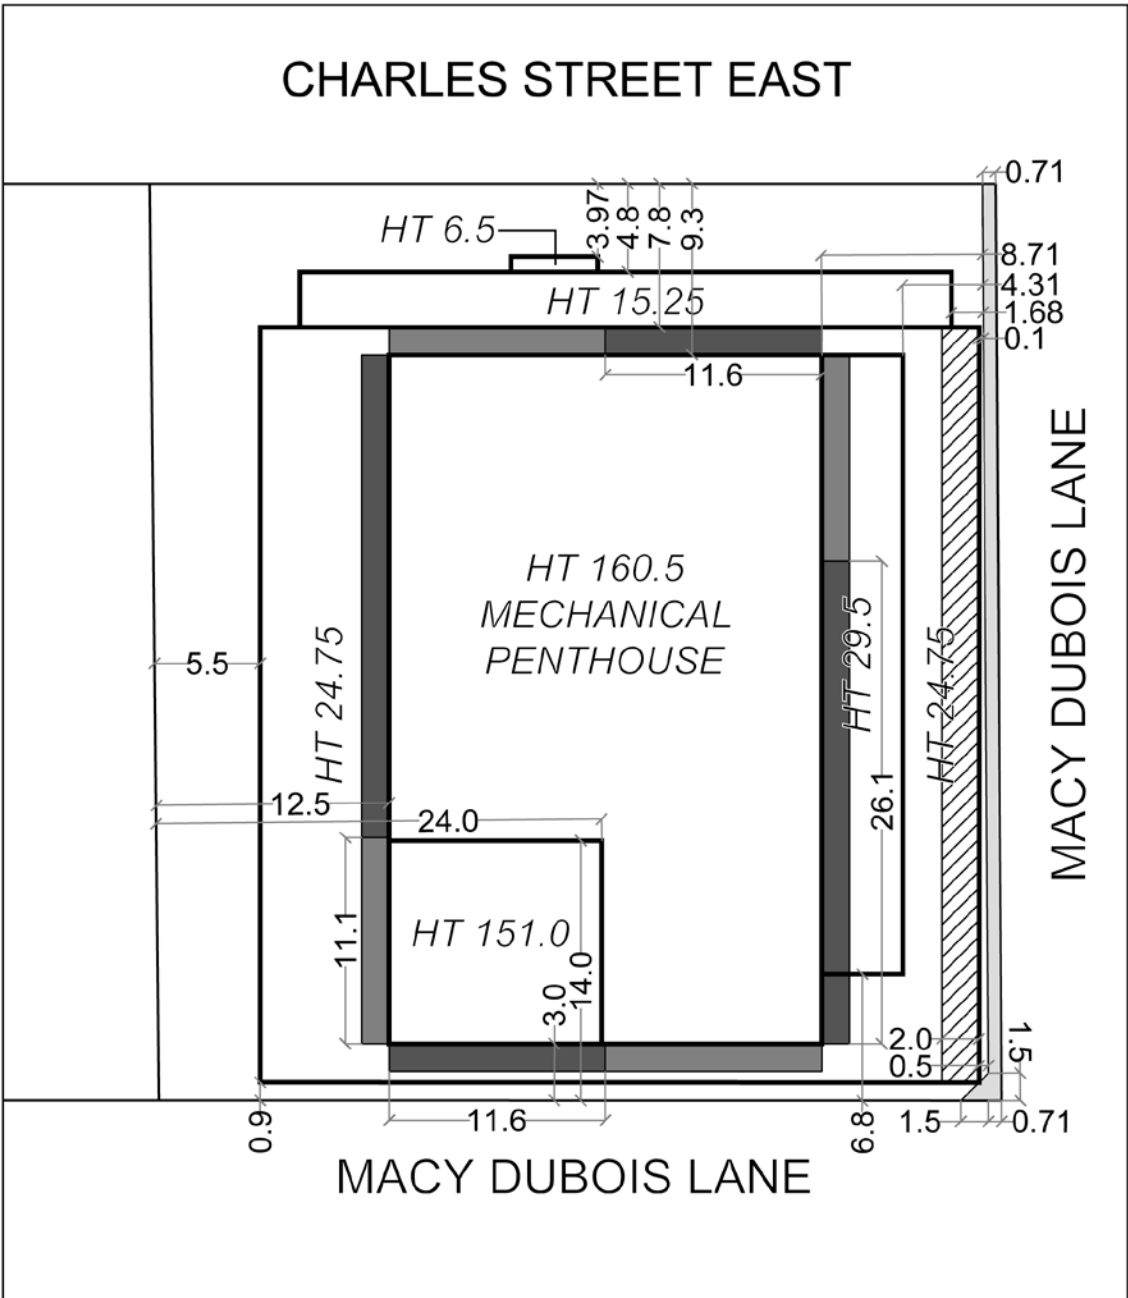 CHARLES STREET EAST
0.71
HT 6.5
3.97
4.8
7.8
9.3
8.71
4.31
HT 15.25
1.68
0.1
11.6
MACY DUBOIS LANE
HT 160.5
MECHANICAL
PENTHOUSE
HT 29.5
HT 24.75
HT 24.75
5.5
26.1
12.5
24.0
11.1
HT 151.0
14.0
3.0
2.0
0.5
1.5
0.9
11.6
6.8
1.5
0.71
MACY DUBOIS LANE